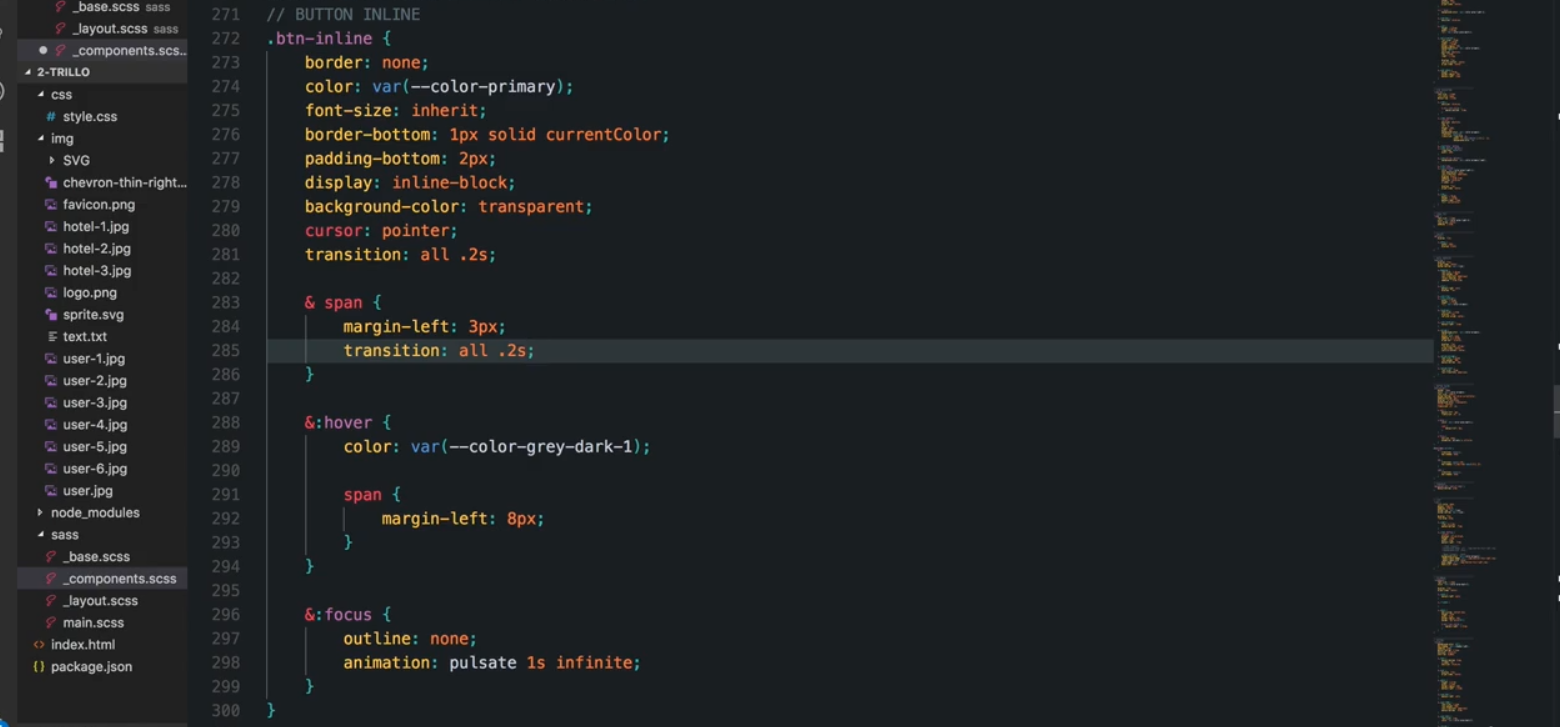 _base.scss sass
_layout.scss sass
_components.scs...
2-TRILLO
css
# style.css
img
SVG
chevron-thin-right...
favicon.png
hotel-1.jpg
hotel-2.jpg
hotel-3.jpg
logo.png
sprite.svg
text.txt
user-1.jpg
user-2.jpg
user-3.jpg
user-4.jpg
user-5.jpg
user-6.jpg
user.jpg
node_modules
sass
_base.scss
_components.scss
_layout.scss
main.scss
<> index.html
{} package.json
271 // BUTTON INLINE
272 .btn-inline {
273 border: none;
274 color: var(--color-primary);
275 font-size: inherit;
276 border-bottom: 1px solid currentColor;
277 padding-bottom: 2px;
278 display: inline-block;
279 background-color: transparent;
280 cursor: pointer;
281 transition: all .2s;
282
283 & span {
284 margin-left: 3px;
285 transition: all .2s;
286 }
287
288 &:hover {
289 color: var(--color-grey-dark-1);
290
291 span {
292 margin-left: 8px;
293 }
294 }
295
296 &:focus {
297 outline: none;
298 animation: pulsate 1s infinite;
299 }
300 }